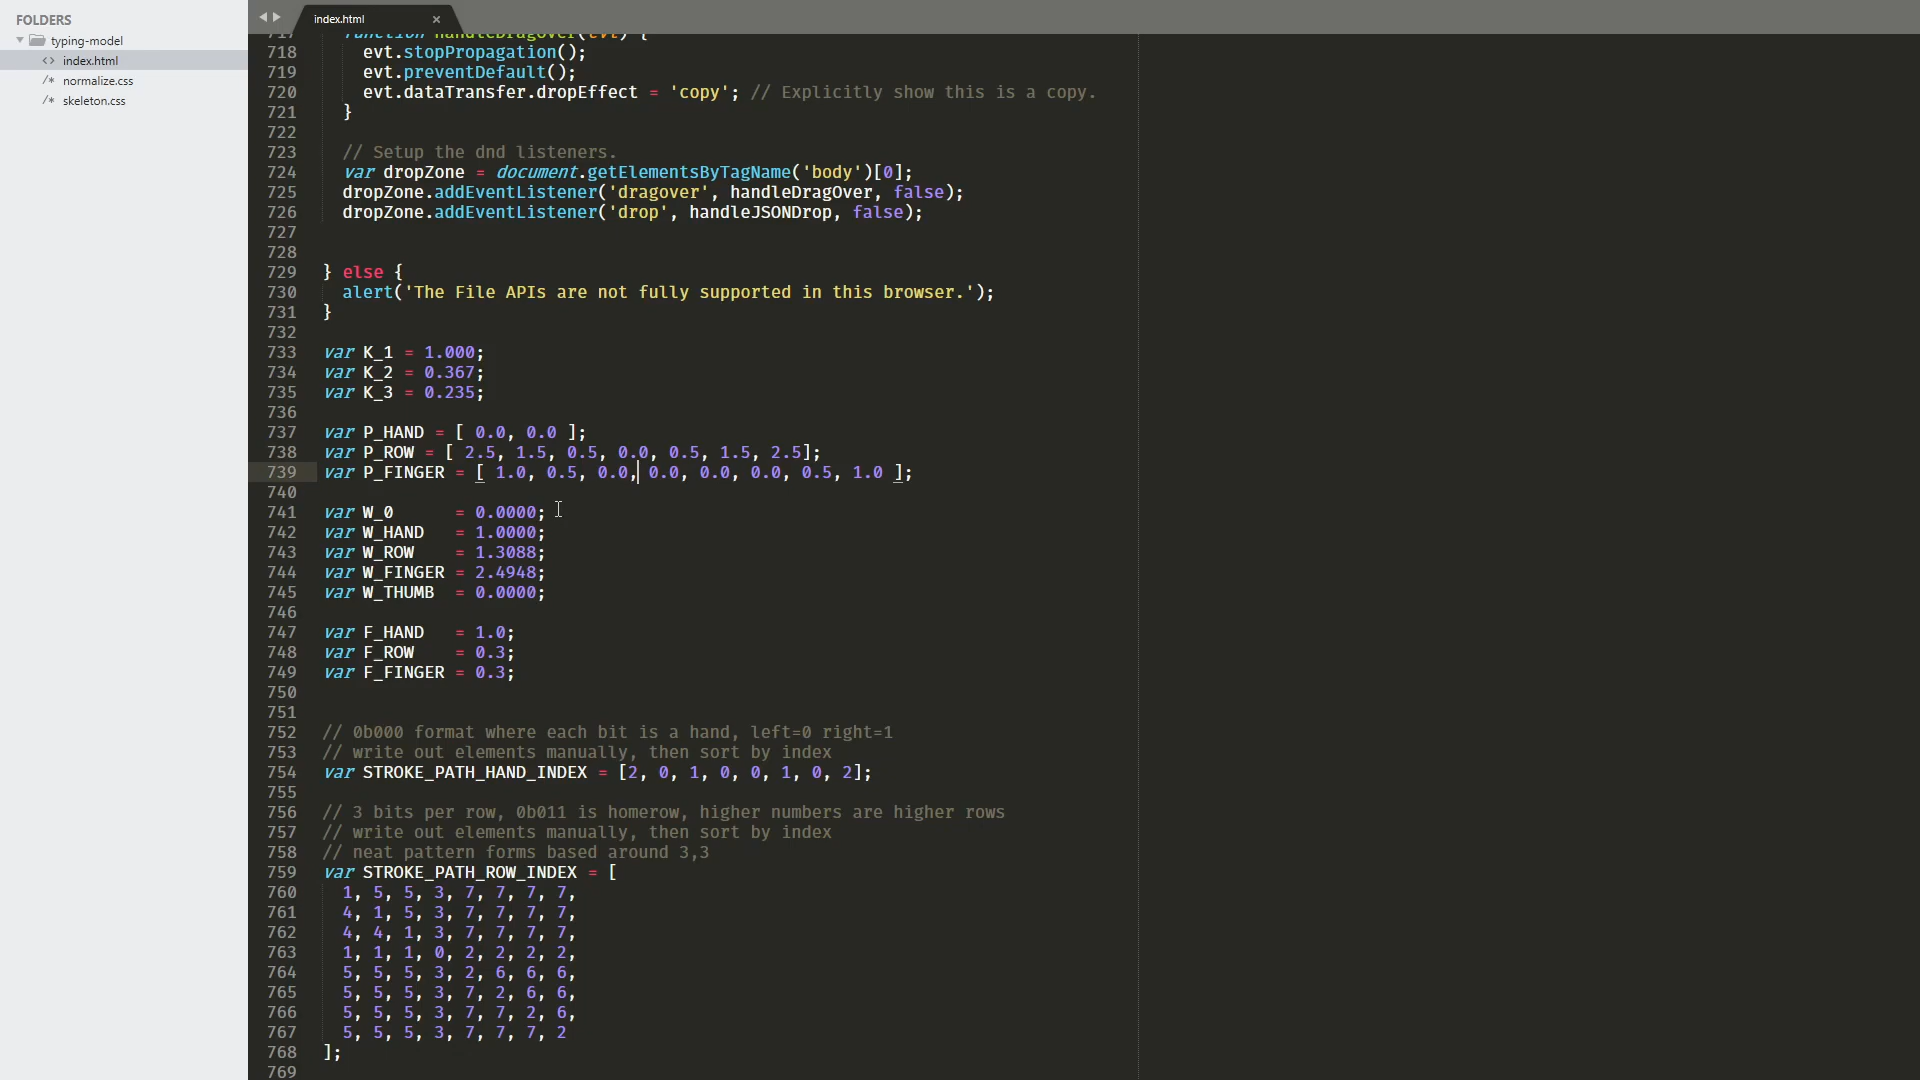 FOLDERS
typing-model
<> index.html
/* normalize.css
/* skeleton.css
index.html ×
717 function handleDragOver(evt) {
718 evt.stopPropagation();
719 evt.preventDefault();
720 evt.dataTransfer.dropEffect = 'copy'; // Explicitly show this is a copy.
721 }
722
723 // Setup the dnd listeners.
724 var dropZone = document.getElementsByTagName('body')[0];
725 dropZone.addEventListener('dragover', handleDragOver, false);
726 dropZone.addEventListener('drop', handleJSONDrop, false);
727
728
729 } else {
730 alert('The File APIs are not fully supported in this browser.');
731 }
732
733 var K_1 = 1.000;
734 var K_2 = 0.367;
735 var K_3 = 0.235;
736
737 var P_HAND = [ 0.0, 0.0 ];
738 var P_ROW = [ 2.5, 1.5, 0.5, 0.0, 0.5, 1.5, 2.5];
739 var P_FINGER = [ 1.0, 0.5, 0.0, 0.0, 0.0, 0.0, 0.5, 1.0 ];
740
741 var W_0 = 0.0000;
742 var W_HAND = 1.0000;
743 var W_ROW = 1.3088;
744 var W_FINGER = 2.4948;
745 var W_THUMB = 0.0000;
746
747 var F_HAND = 1.0;
748 var F_ROW = 0.3;
749 var F_FINGER = 0.3;
750
751
752 // 0b000 format where each bit is a hand, left=0 right=1
753 // write out elements manually, then sort by index
754 var STROKE_PATH_HAND_INDEX = [2, 0, 1, 0, 0, 1, 0, 2];
755
756 // 3 bits per row, 0b011 is homerow, higher numbers are higher rows
757 // write out elements manually, then sort by index
758 // neat pattern forms based around 3,3
759 var STROKE_PATH_ROW_INDEX = [
760 1, 5, 5, 3, 7, 7, 7, 7,
761 4, 1, 5, 3, 7, 7, 7, 7,
762 4, 4, 1, 3, 7, 7, 7, 7,
763 1, 1, 1, 0, 2, 2, 2, 2,
764 5, 5, 5, 3, 2, 6, 6, 6,
765 5, 5, 5, 3, 7, 2, 6, 6,
766 5, 5, 5, 3, 7, 7, 2, 6,
767 5, 5, 5, 3, 7, 7, 7, 2
768 ];
769